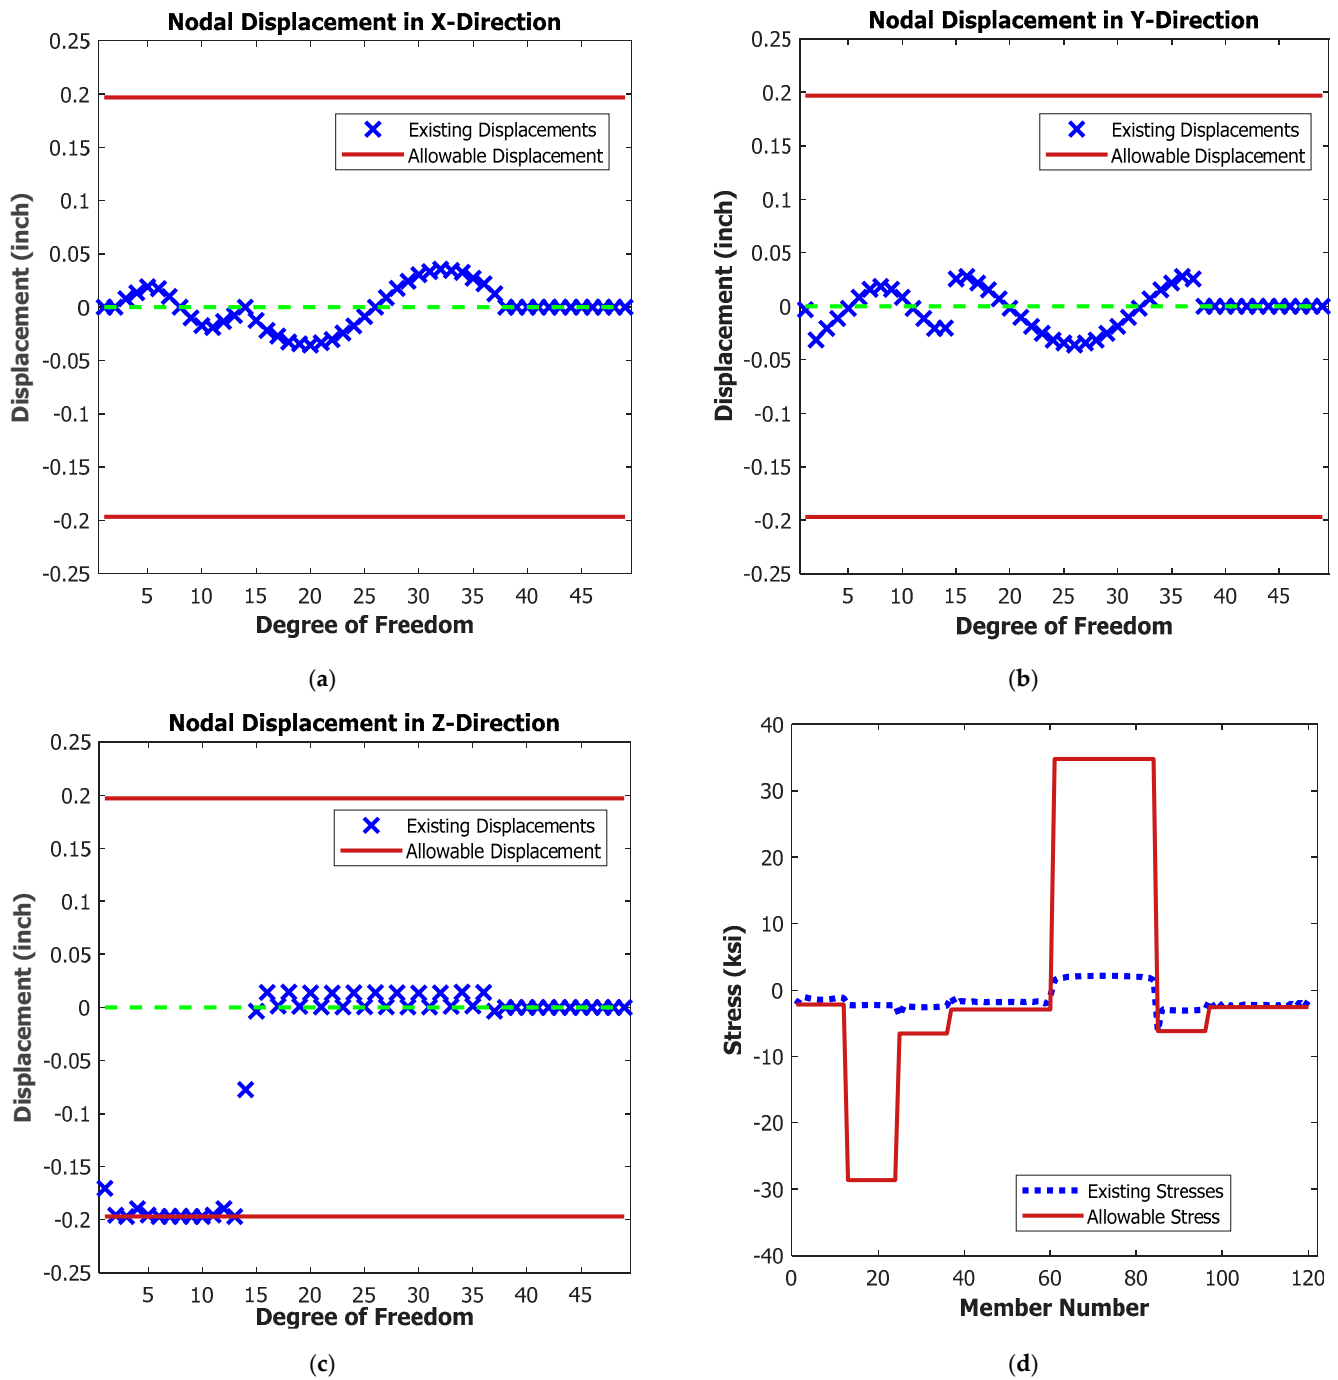 Nodal Displacement in X-Direction
0.25
0.2
0.15
0.1
0.05
0
-0.05
-0.1
-0.15
-0.2
-0.25
Displacement (inch)
Existing Displacements
Allowable Displacement
5 10 15 20 25 30 35 40 45
Degree of Freedom
(a)
Nodal Displacement in Y-Direction
0.25
0.2
0.15
0.1
0.05
0
-0.05
-0.1
-0.15
-0.2
-0.25
Displacement (inch)
Existing Displacements
Allowable Displacement
5 10 15 20 25 30 35 40 45
Degree of Freedom
(b)
Nodal Displacement in Z-Direction
0.25
0.2
0.15
0.1
0.05
0
-0.05
-0.1
-0.15
-0.2
-0.25
Displacement (inch)
Existing Displacements
Allowable Displacement
5 10 15 20 25 30 35 40 45
Degree of Freedom
(c)
40
30
20
10
0
-10
-20
-30
-40
Stress (ksi)
Existing Stresses
Allowable Stress
0 20 40 60 80 100 120
Member Number
(d)